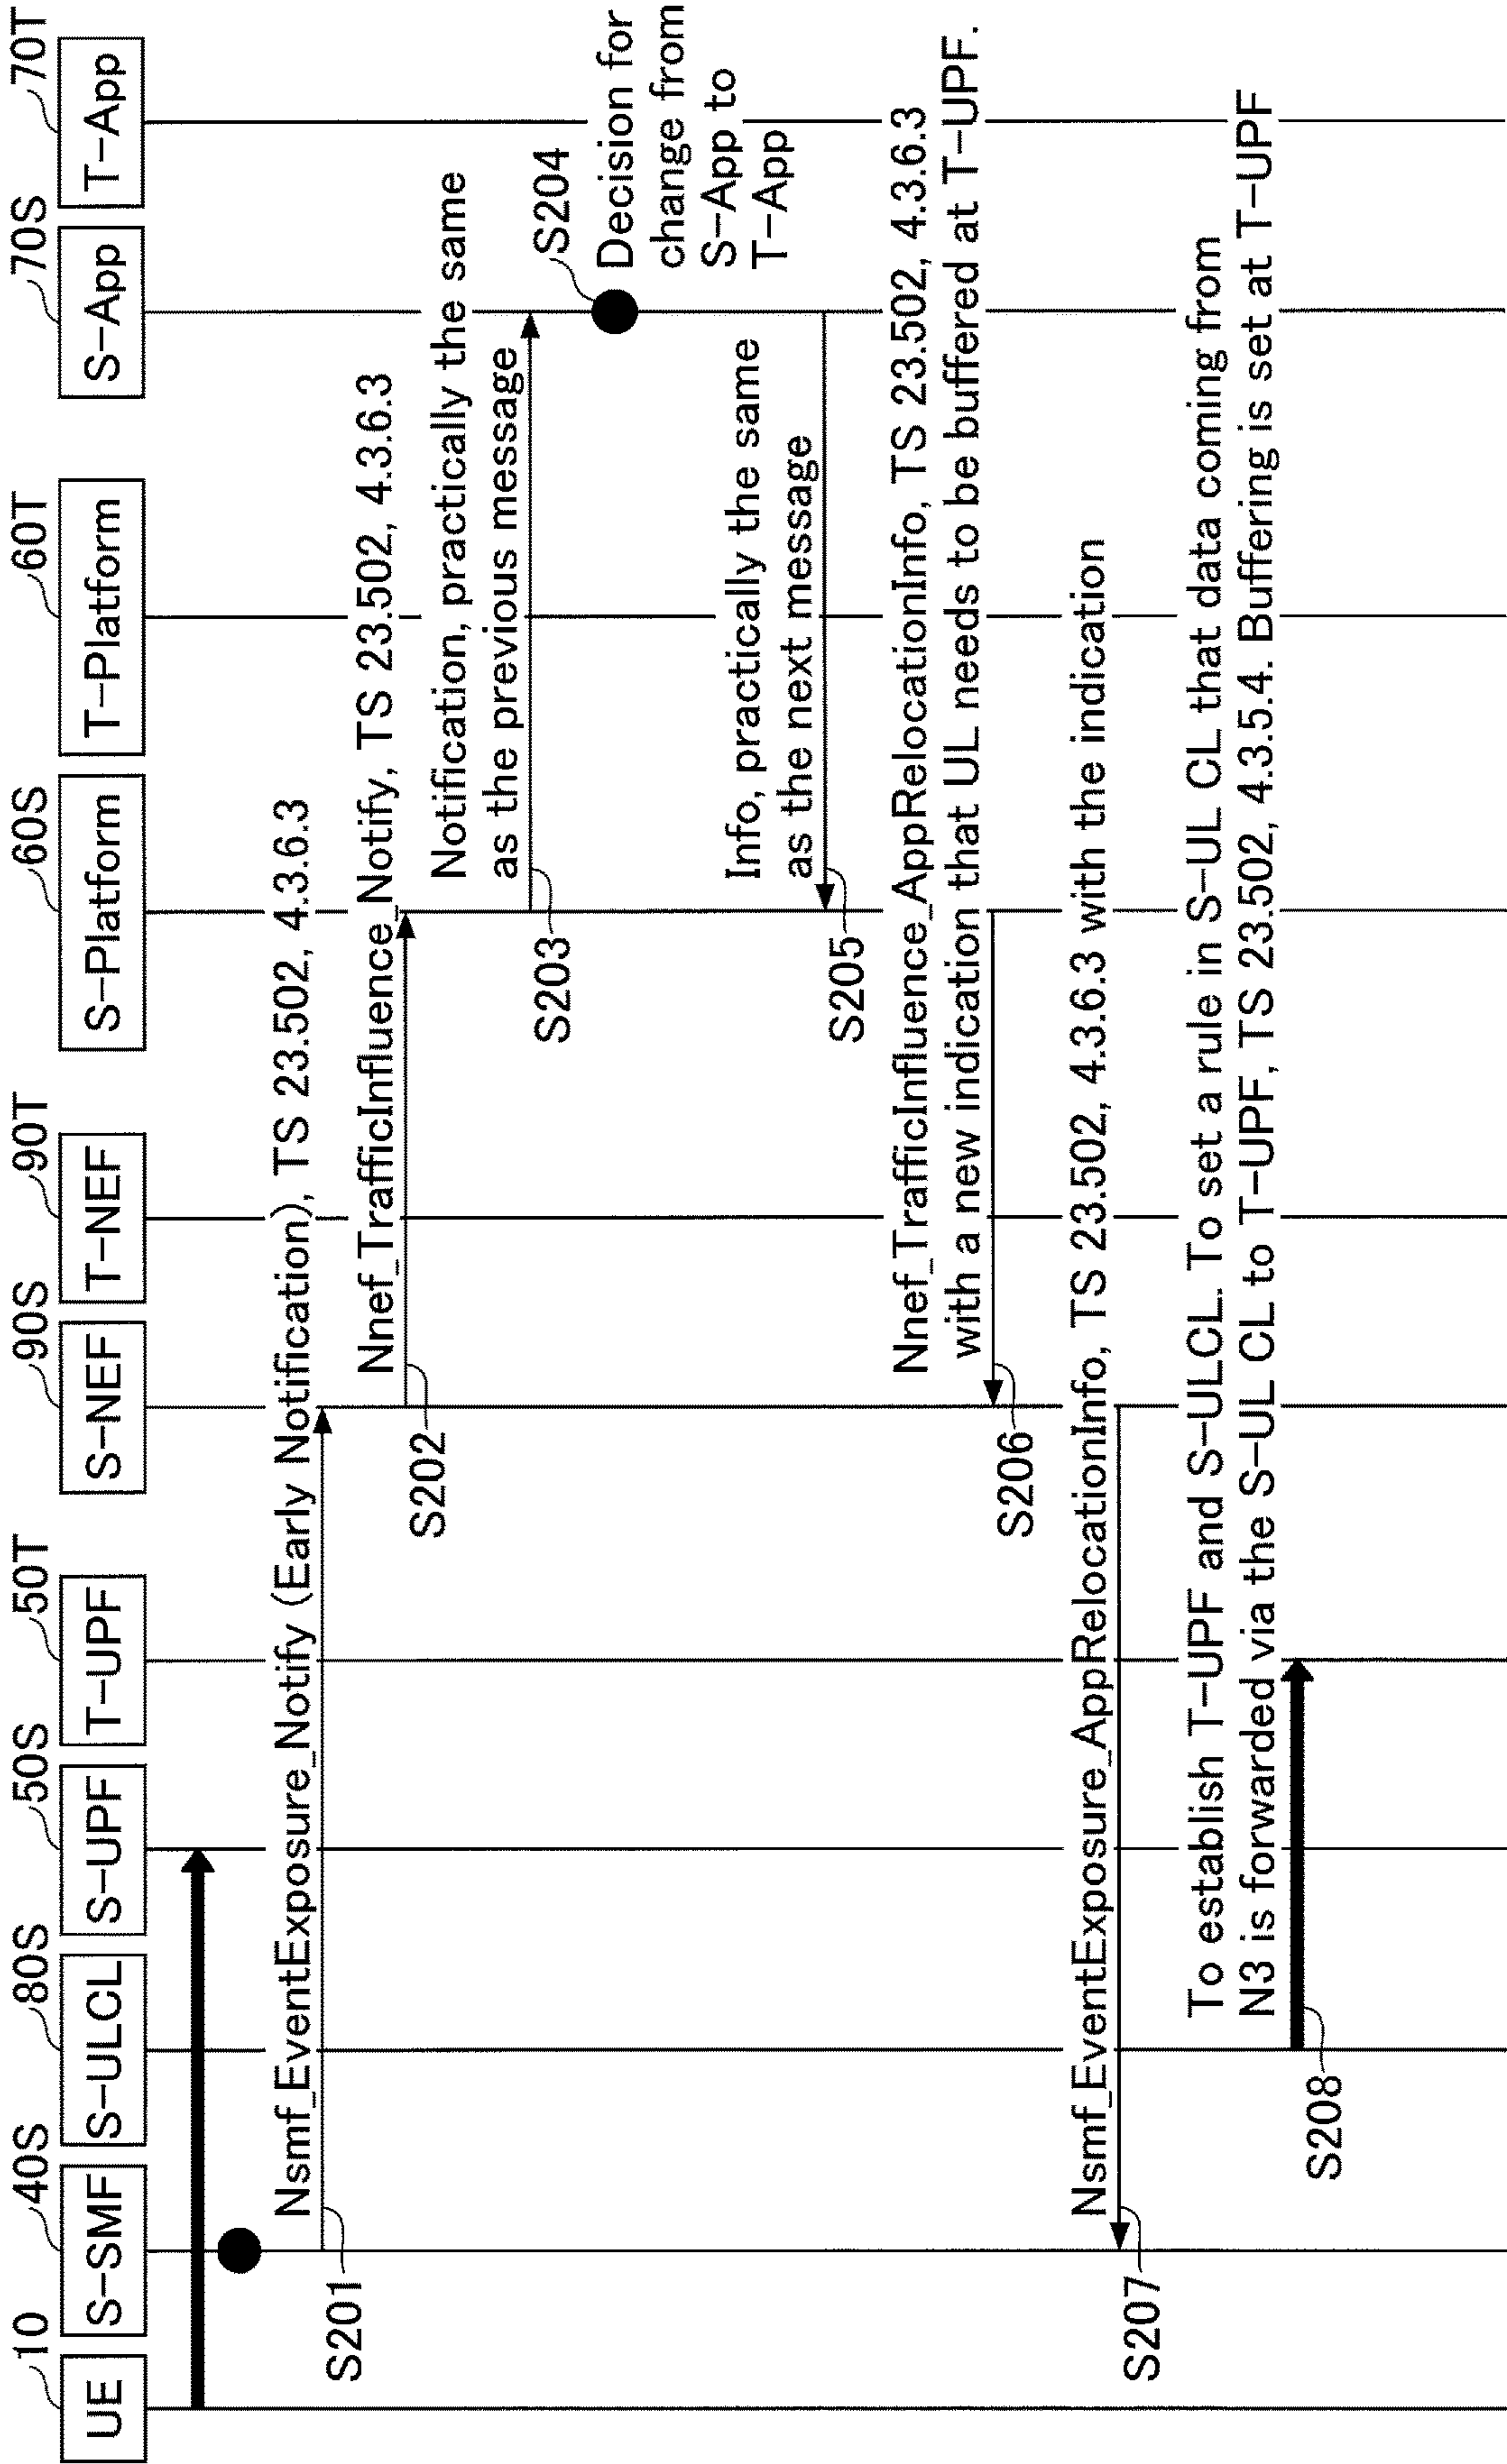 10
40S
80S
50S
50T
90S
90T
60S
60T
70S
70T
UE
S-SMF
S-ULCL
S-UPF
T-UPF
S-NEF
T-NEF
S-Platform
T-Platform
S-App
T-App
Nsmf_EventExposure_Notify (Early Notification), TS 23.502, 4.3.6.3
S201
Nnef_TrafficInfluence_Notify, TS 23.502, 4.3.6.3
S202
Notification, practically the same
as the previous message
S203
S204
Decision for
change from
S-App to
T-App
Info, practically the same
as the next message
S205
Nnef_TrafficInfluence_AppRelocationInfo, TS 23.502, 4.3.6.3
with a new indication that UL needs to be buffered at T-UPF.
S206
Nsmf_EventExposure_AppRelocationInfo, TS 23.502, 4.3.6.3 with the indication
S207
To establish T-UPF and S-ULCL. To set a rule in S-UL CL that data coming from
N3 is forwarded via the S-UL CL to T-UPF, TS 23.502, 4.3.5.4. Buffering is set at T-UPF
S208